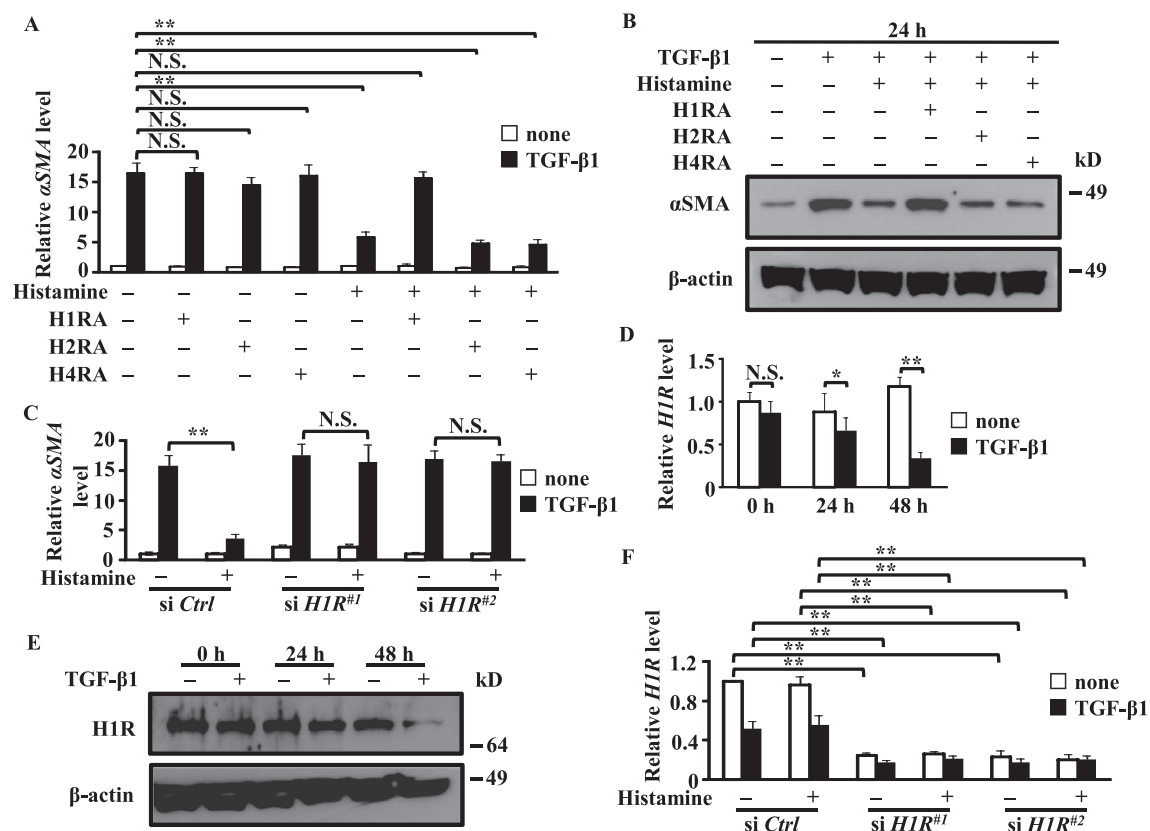 A
**
**
N.S.
**
N.S.
N.S.
N.S.
Relative αSMA level
20
15
10
5
0
none
TGF-β1
Histamine – – – – + + + +
H1RA – + – – – + – –
H2RA – – + – – – + –
H4RA – – – + – – – +
B
24 h
TGF-β1 – + + + + +
Histamine – – + + + +
H1RA – – – + – –
H2RA – – – – + –
H4RA – – – – – + kD
αSMA
49
β-actin
49
C
Relative αSMA
level
20
15
10
5
0
**
N.S.
N.S.
none
TGF-β1
Histamine – + – + – +
si Ctrl si H1R#1 si H1R#2
D
Relative H1R level
1.5
1.0
0.5
0
N.S.
*
**
none
TGF-β1
0 h 24 h 48 h
E
0 h 24 h 48 h
TGF-β1 – + – + – + kD
H1R
64
49
β-actin
F
**
**
**
**
**
**
**
**
Relative H1R level
1.2
0.8
0.4
0
none
TGF-β1
Histamine – + – + – +
si Ctrl si H1R#1 si H1R#2